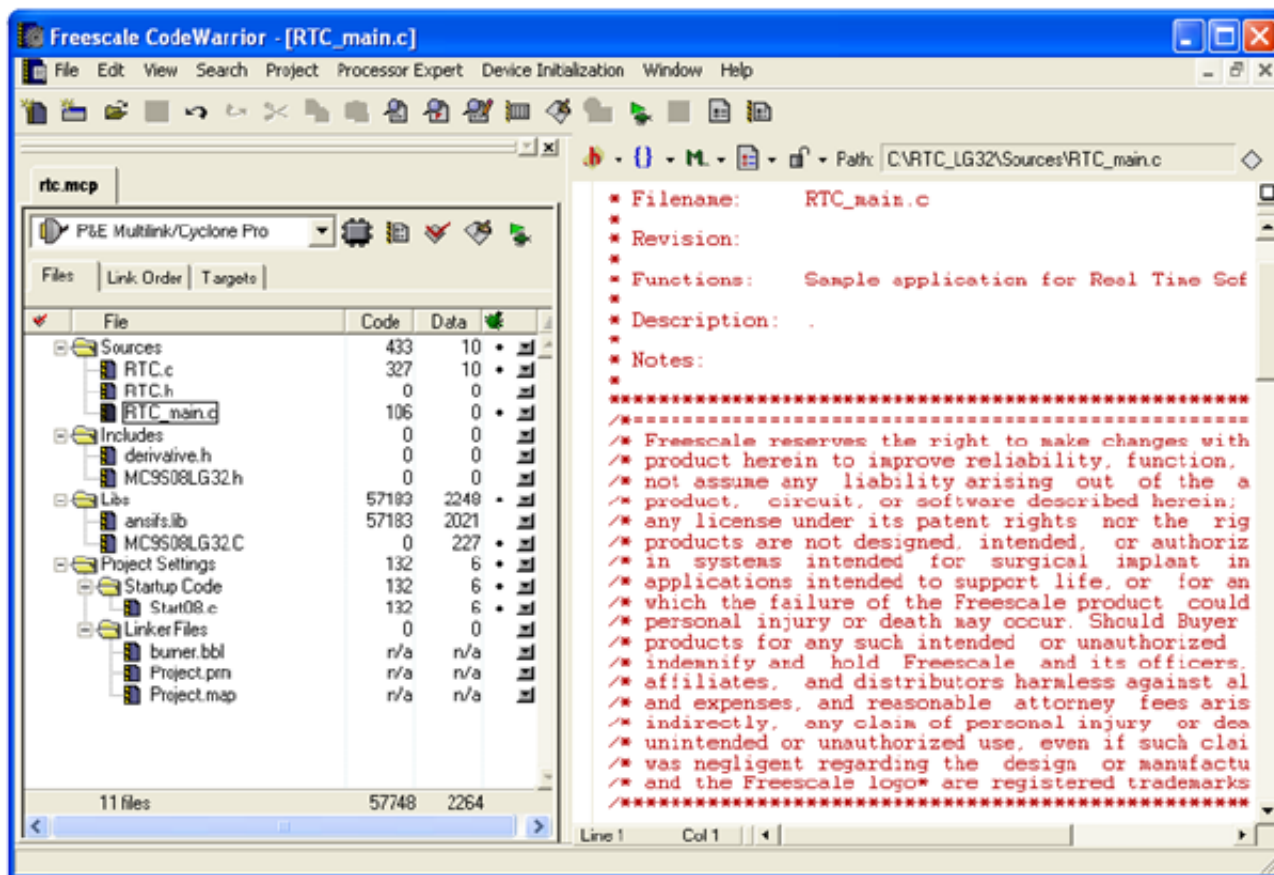 Freescale CodeWarrior - [RTC_main.c]
File Edit View Search Project Processor Expert Device Initialization Window Help
Path: C:\RTC_LG32\Sources\RTC_main.c
rtc.mcp
P&E Multilink/Cyclone Pro
Files Link Order Targets
File Code Data
Sources 433 10
RTC.c 327 10
RTC.h 0 0
RTC_main.c 106 0
Includes 0 0
derivative.h 0 0
MC9S08LG32.h 0 0
Libs 57183 2248
ansifs.lib 57183 2021
MC9S08LG32.C 0 227
Project Settings 132 6
Startup Code 132 6
Start08.c 132 6
Linker Files 0 0
burner.bbl n/a n/a
Project.prm n/a n/a
Project.map n/a n/a
11 files 57748 2264
* Filename: RTC_main.c
*
* Revision:
*
* Functions: Sample application for Real Time Sof
*
* Description: .
*
* Notes:
*
****************************************************
/*==================================================
/* Freescale reserves the right to make changes with
/* product herein to improve reliability, function,
/* not assume any liability arising out of the a
/* product, circuit, or software described herein;
/* any license under its patent rights nor the rig
/* products are not designed, intended, or authoriz
/* in systems intended for surgical implant in
/* applications intended to support life, or for an
/* which the failure of the Freescale product could
/* personal injury or death may occur. Should Buyer
/* products for any such intended or unauthorized
/* indemnify and hold Freescale and its officers,
/* affiliates, and distributors harmless against al
/* and expenses, and reasonable attorney fees aris
/* indirectly, any claim of personal injury or dea
/* unintended or unauthorized use, even if such clai
/* was negligent regarding the design or manufactu
/* and the Freescale logo* are registered trademarks
/***************************************************
Line 1 Col 1